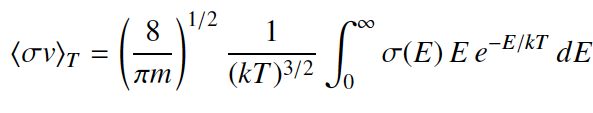 ⟨σv⟩_T = (8/πm)^{1/2} 1/(kT)^{3/2} ∫_0^∞ σ(E) E e^{−E/kT} dE